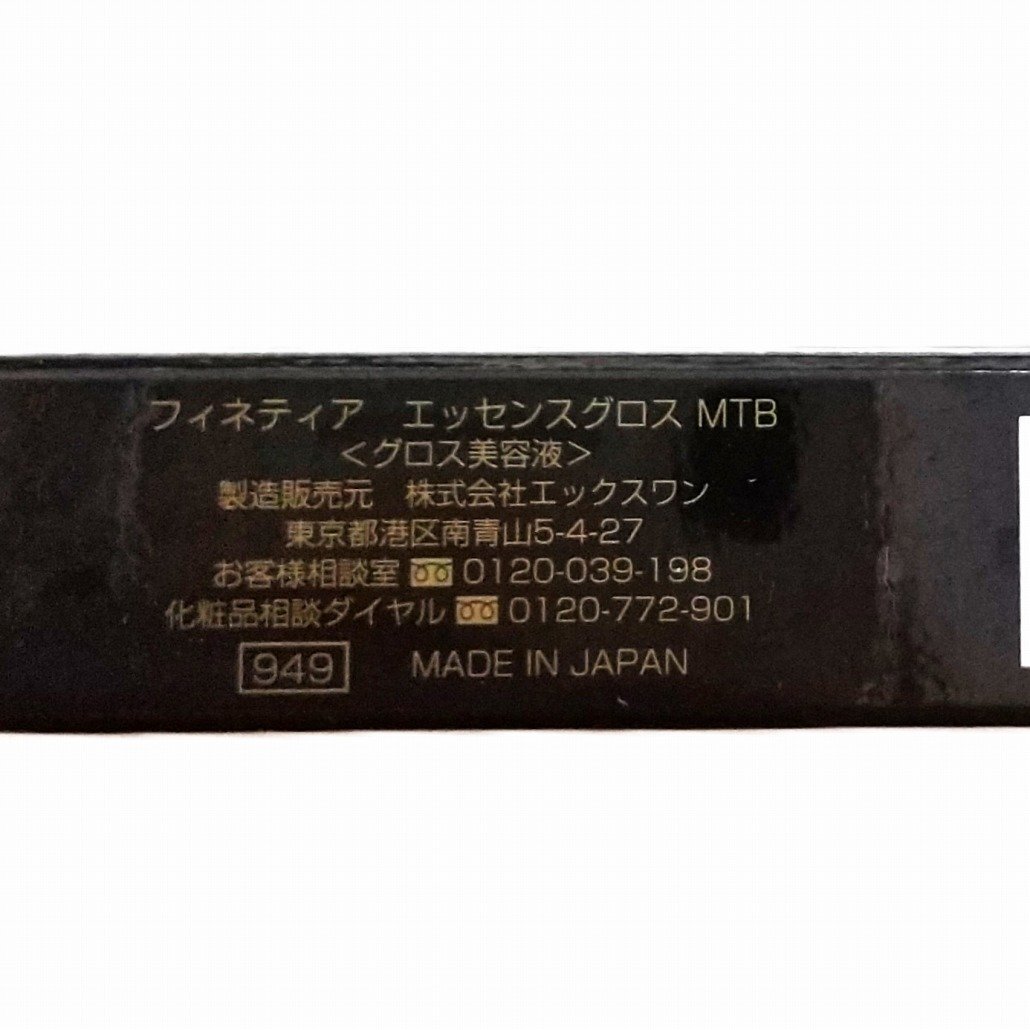 フィネティア　エッセンスグロス MTB
＜グロス美容液＞
製造販売元　株式会社エックスワン
東京都港区南青山5-4-27
お客様相談室 0120-039-198
化粧品相談ダイヤル 0120-772-901
949　MADE IN JAPAN